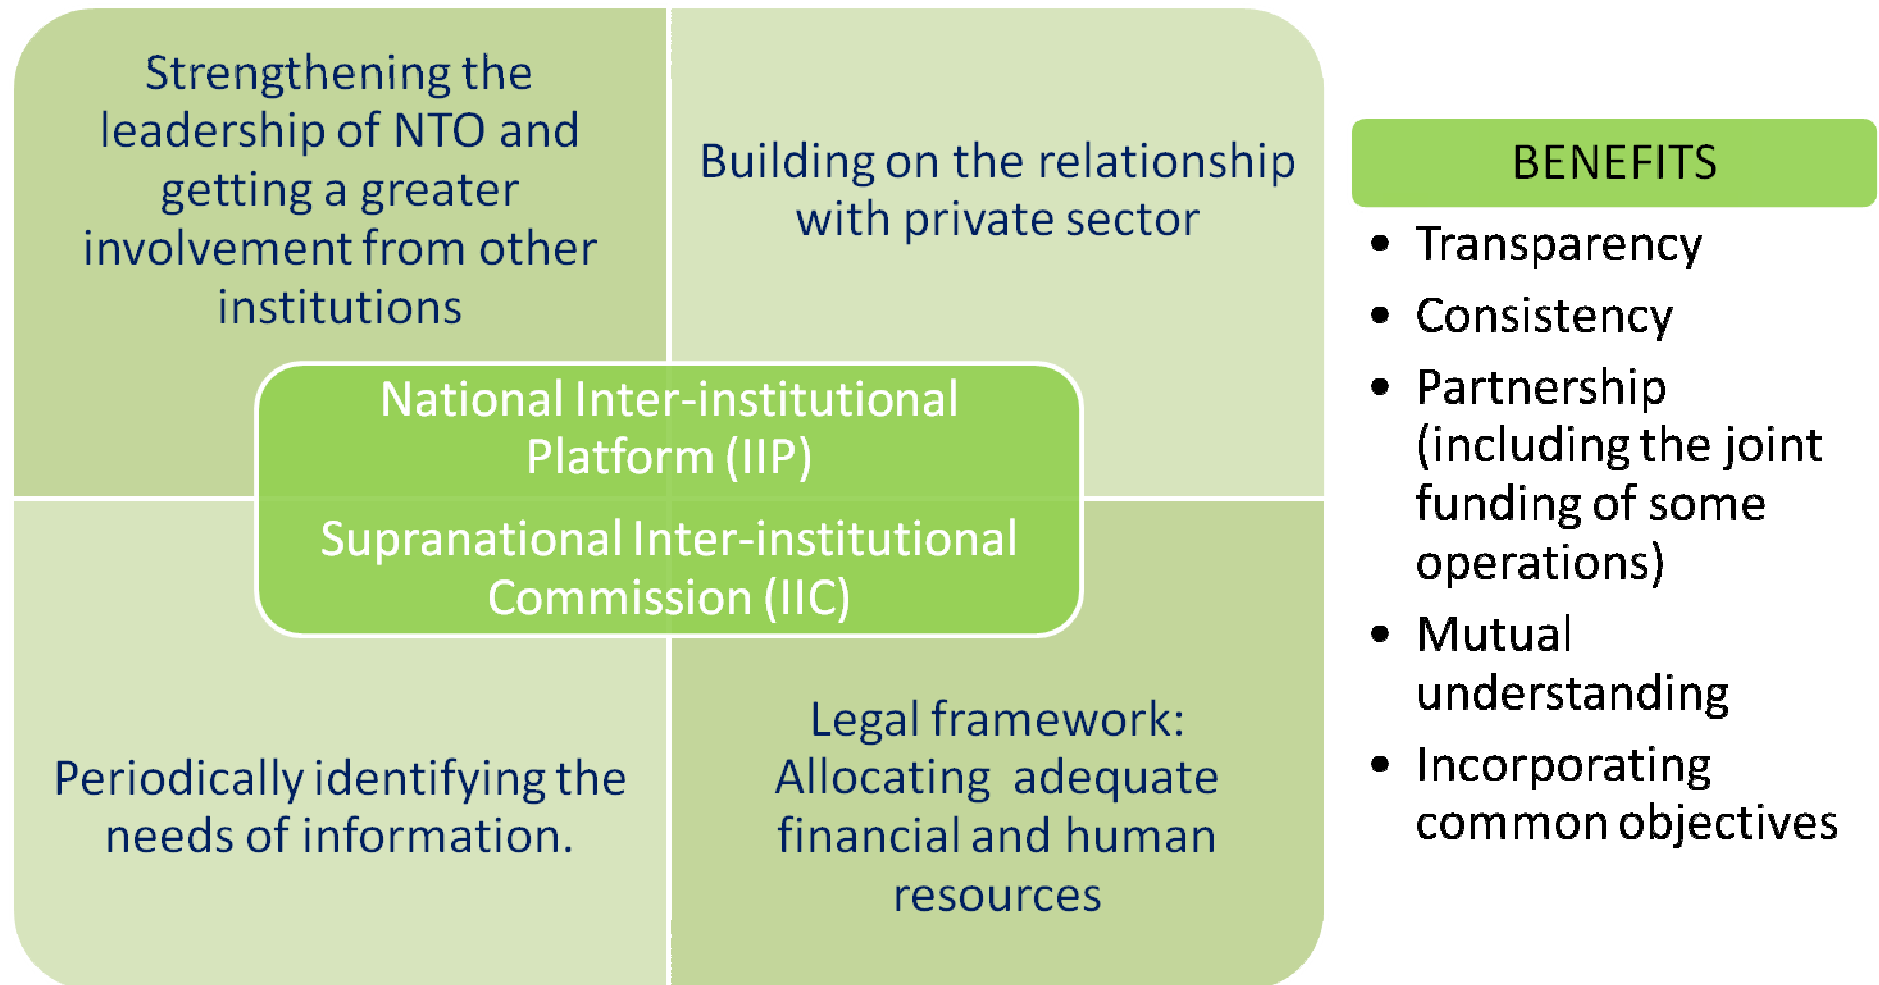 Strengthening the
leadership of NTO and
getting a greater
involvement from other
institutions
Building on the relationship
with private sector
National Inter-institutional
Platform (IIP)
Supranational Inter-institutional
Commission (IIC)
Periodically identifying the
needs of information.
Legal framework:
Allocating adequate
financial and human
resources
BENEFITS
• Transparency
• Consistency
• Partnership
(including the joint
funding of some
operations)
• Mutual
understanding
• Incorporating
common objectives